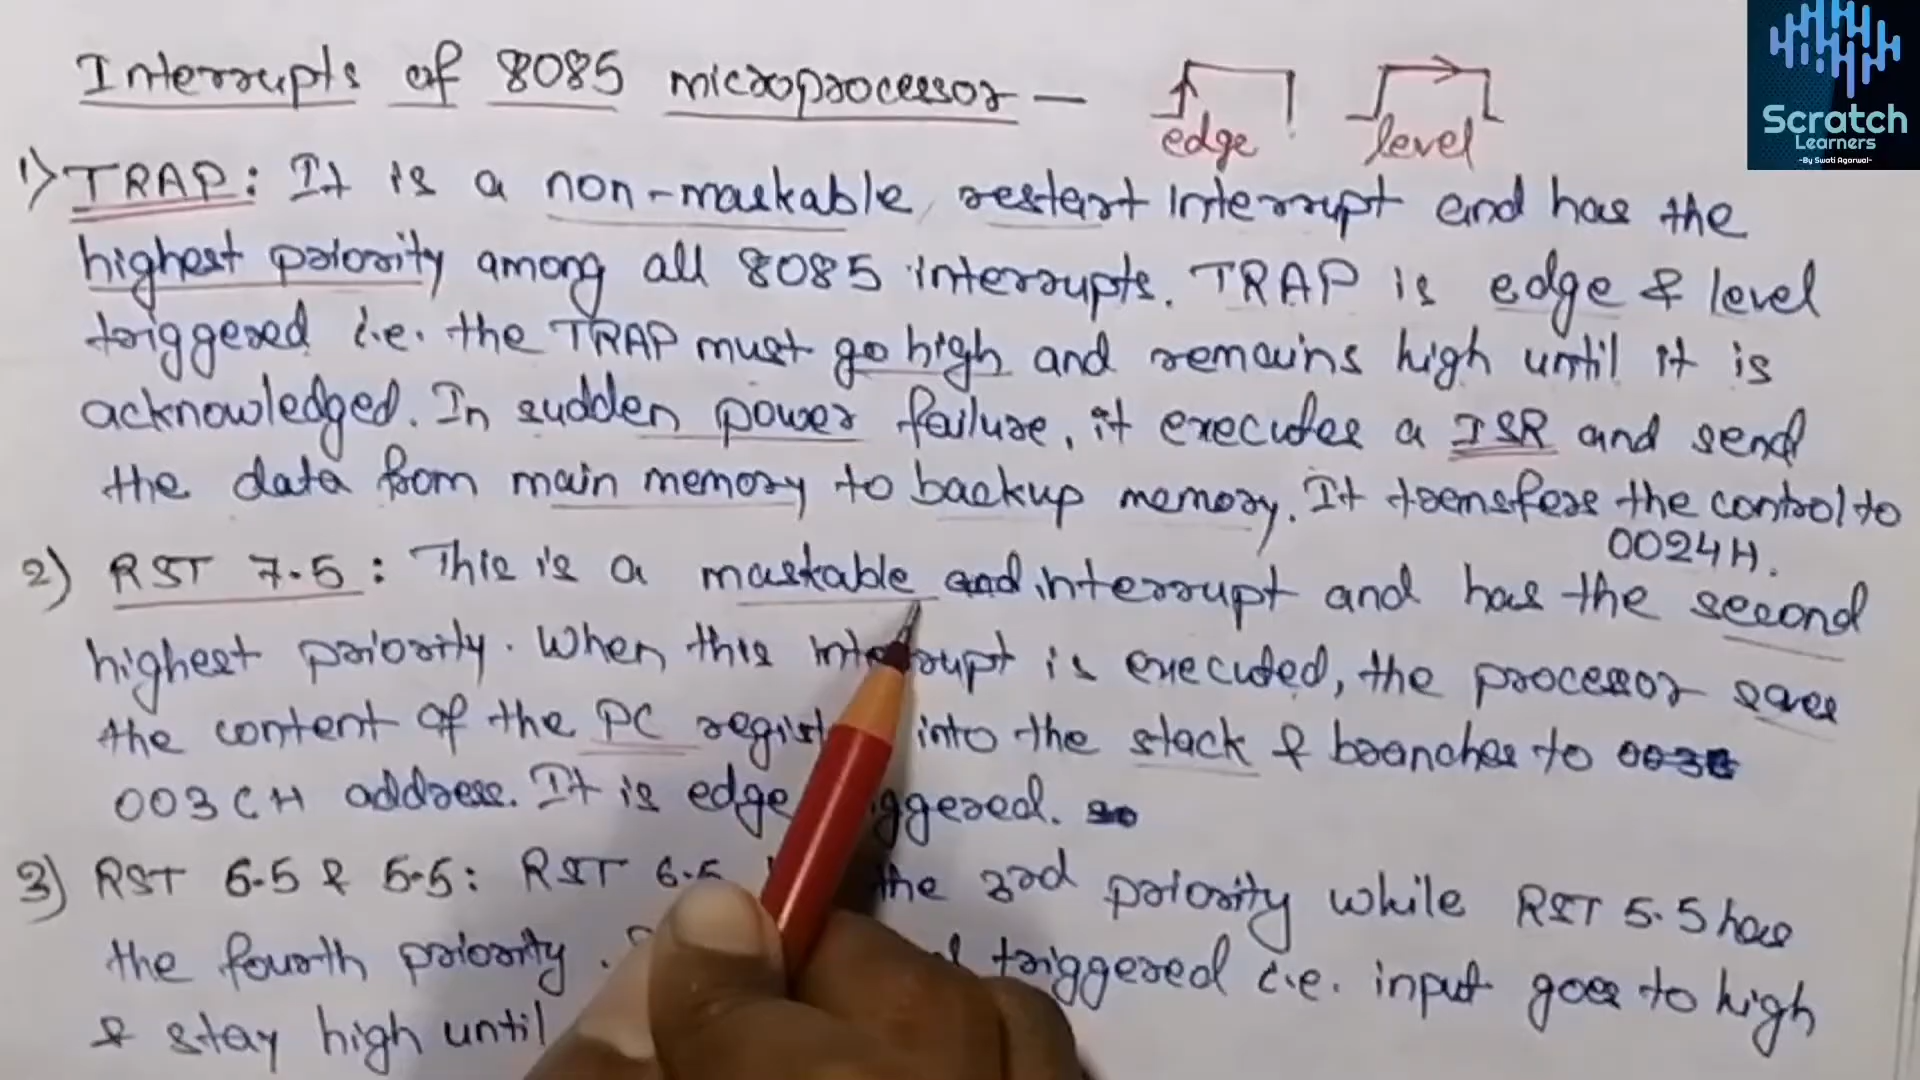 Interrupts of 8085 microprocessor —
edge level
Scratch
Learners
-By Swati Agarwal-
1) TRAP: It is a non-maskable, restart interrupt and has the
highest priority among all 8085 interrupts. TRAP is edge & level
triggered i.e. the TRAP must go high and remains high until it is
acknowledged. In sudden power failure, it executes a ISR and send
the data from main memory to backup memory. It transfers the control to
0024H.
2) RST 7.5: This is a maskable interrupt and has the second
highest priority. When this interrupt is executed, the processor saves
the content of the PC register into the stack & branches to
003CH address. It is edge triggered.
3) RST 6.5 & 5.5: RST 6.5 the 3rd priority while RST 5.5 has
the fourth priority. triggered i.e. input goes to high
& stay high until